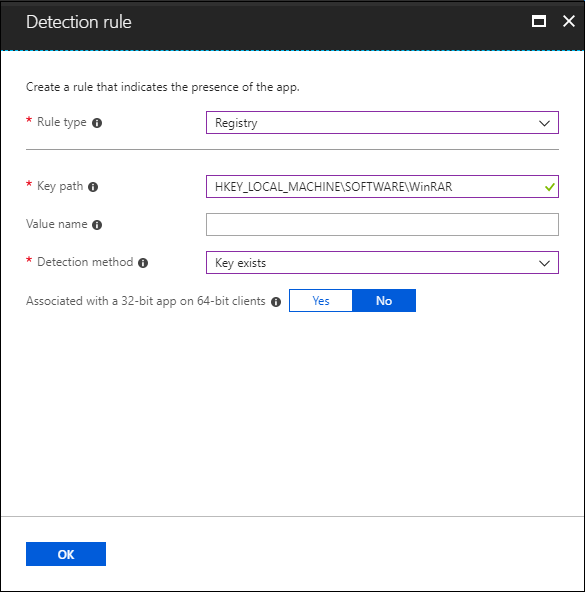 Detection rule
Create a rule that indicates the presence of the app.
* Rule type
Registry
* Key path
HKEY_LOCAL_MACHINE\SOFTWARE\WinRAR
Value name
* Detection method
Key exists
Associated with a 32-bit app on 64-bit clients
Yes
No
OK